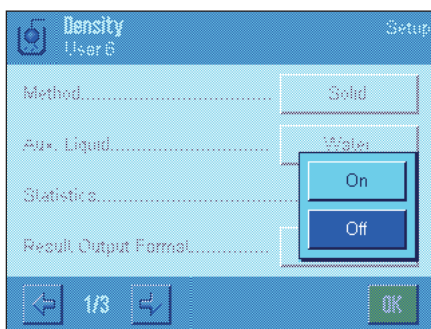 Density
Setup
User 6
Method............................... Solid
Aux. Liquid........................... Water
On
Statistics.............................
Off
Result Output Format.............
1/3
OK